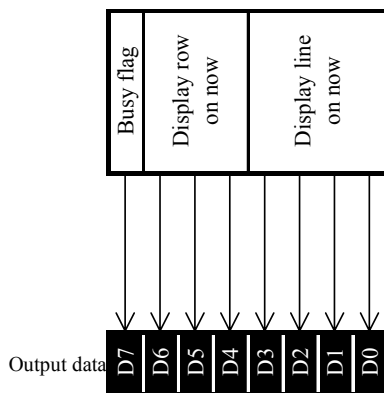 Busy flag
Display row
on now
Display line
on now
Output data
D7 D6 D5 D4 D3 D2 D1 D0